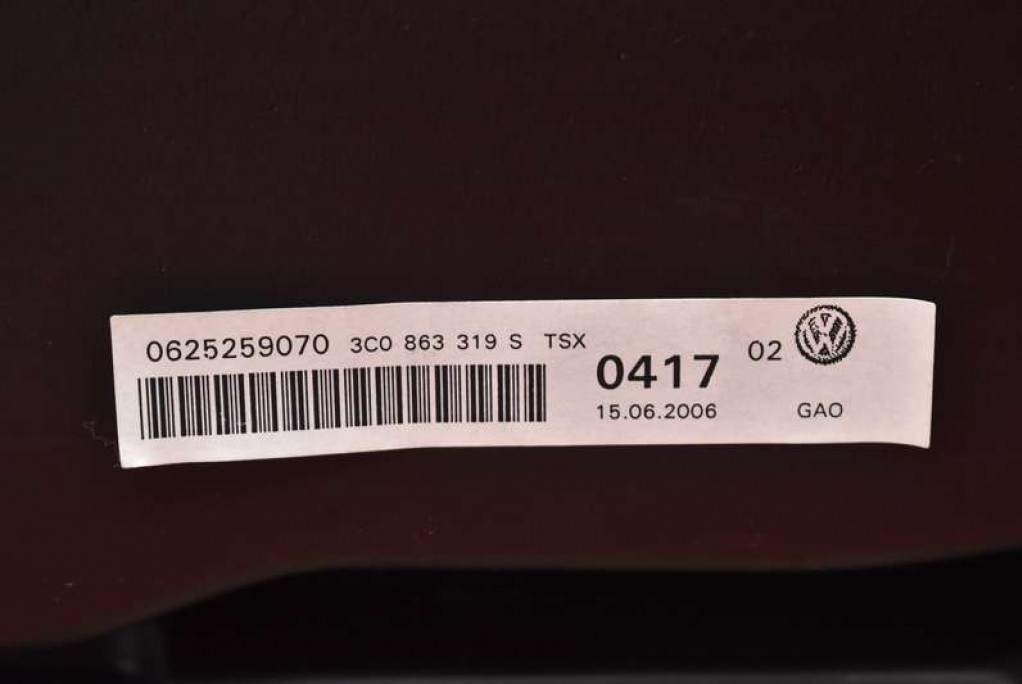 0625259070 3C0 863 319 S TSX
0417 02
15.06.2006 GAO